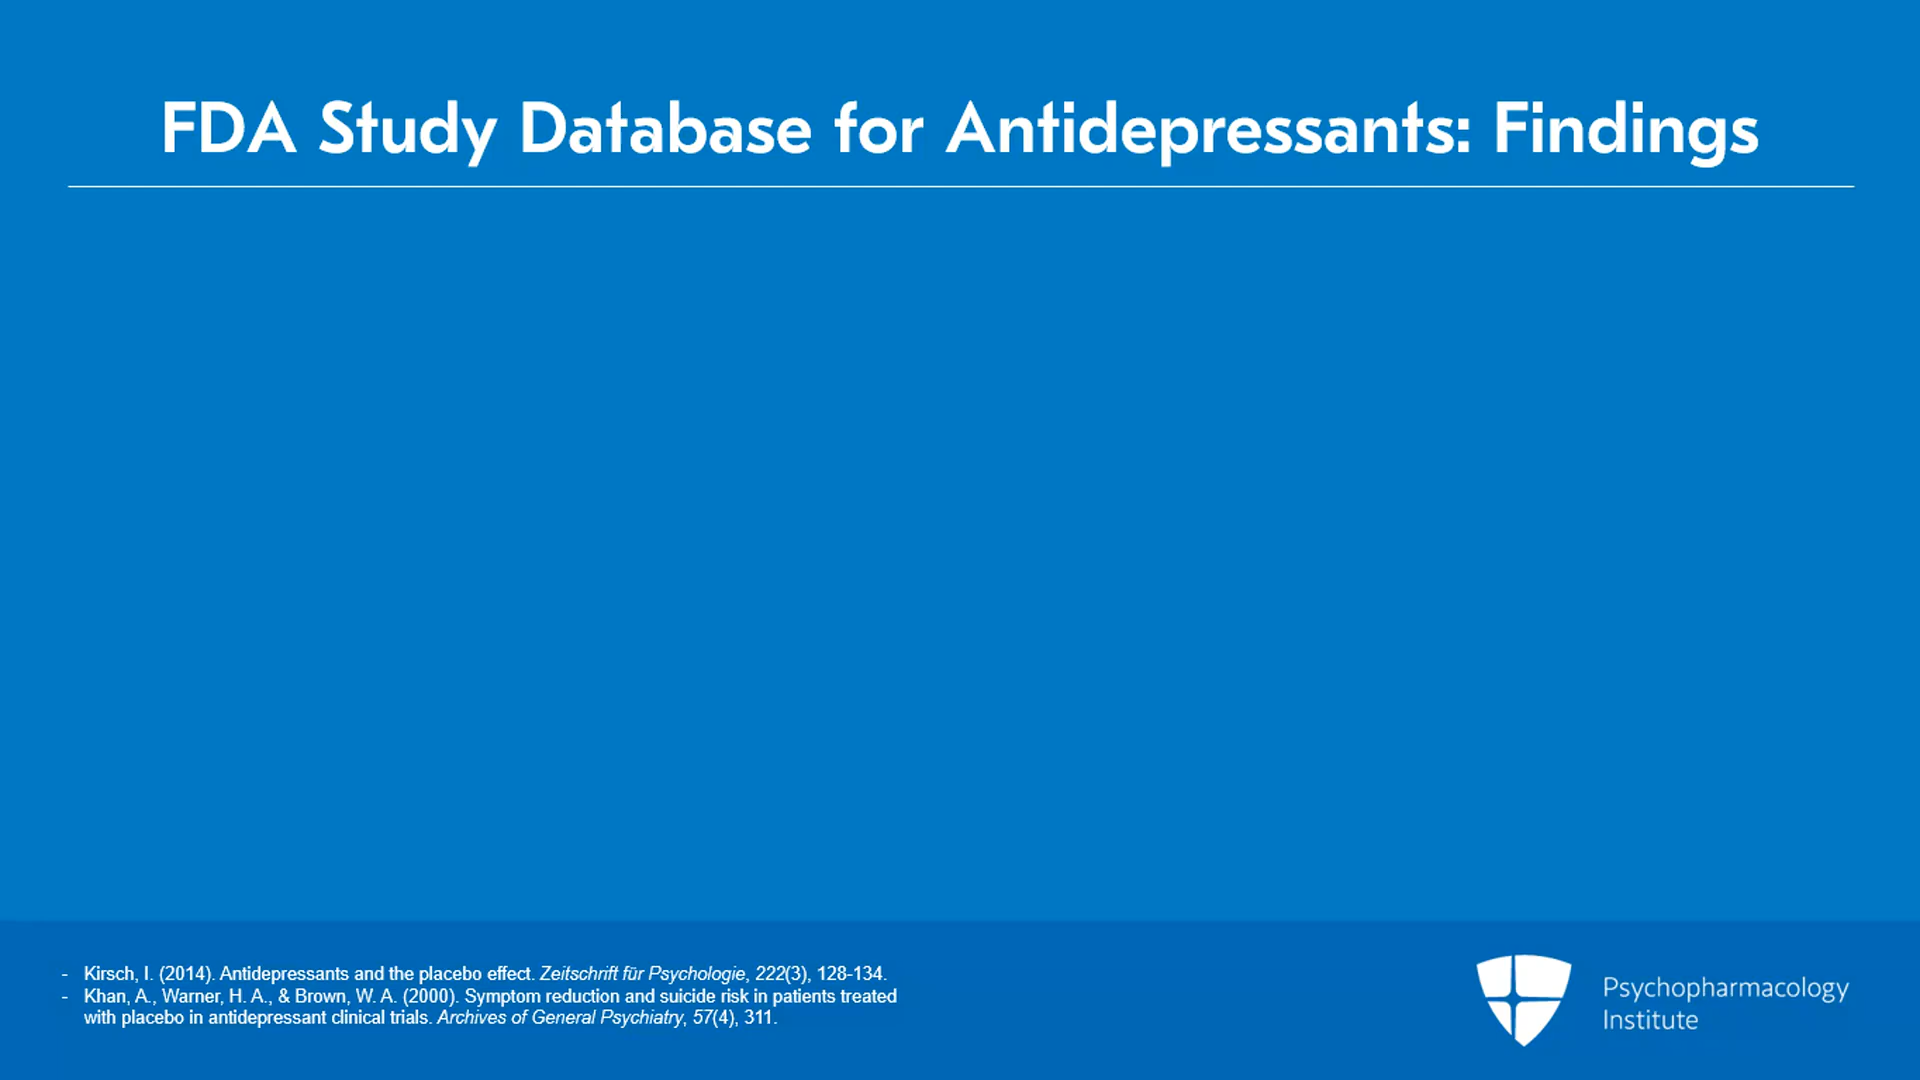 FDA Study Database for Antidepressants: Findings
- Kirsch, I. (2014). Antidepressants and the placebo effect. Zeitschrift für Psychologie, 222(3), 128-134.
- Khan, A., Warner, H. A., & Brown, W. A. (2000). Symptom reduction and suicide risk in patients treated
with placebo in antidepressant clinical trials. Archives of General Psychiatry, 57(4), 311.
Psychopharmacology
Institute